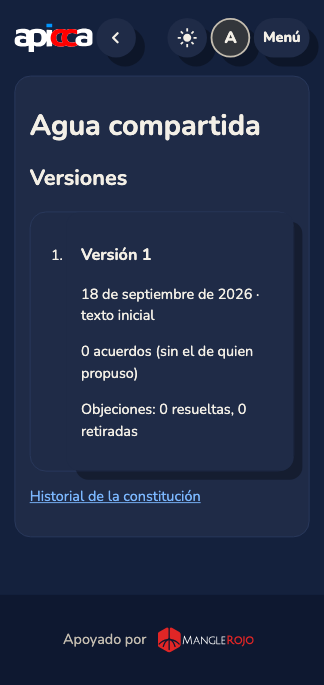 apicca
A
Menú
Agua compartida
Versiones
1. Versión 1
18 de septiembre de 2026 ·
texto inicial
0 acuerdos (sin el de quien
propuso)
Objeciones: 0 resueltas, 0
retiradas
Historial de la constitución
Apoyado por MANGLEROJO